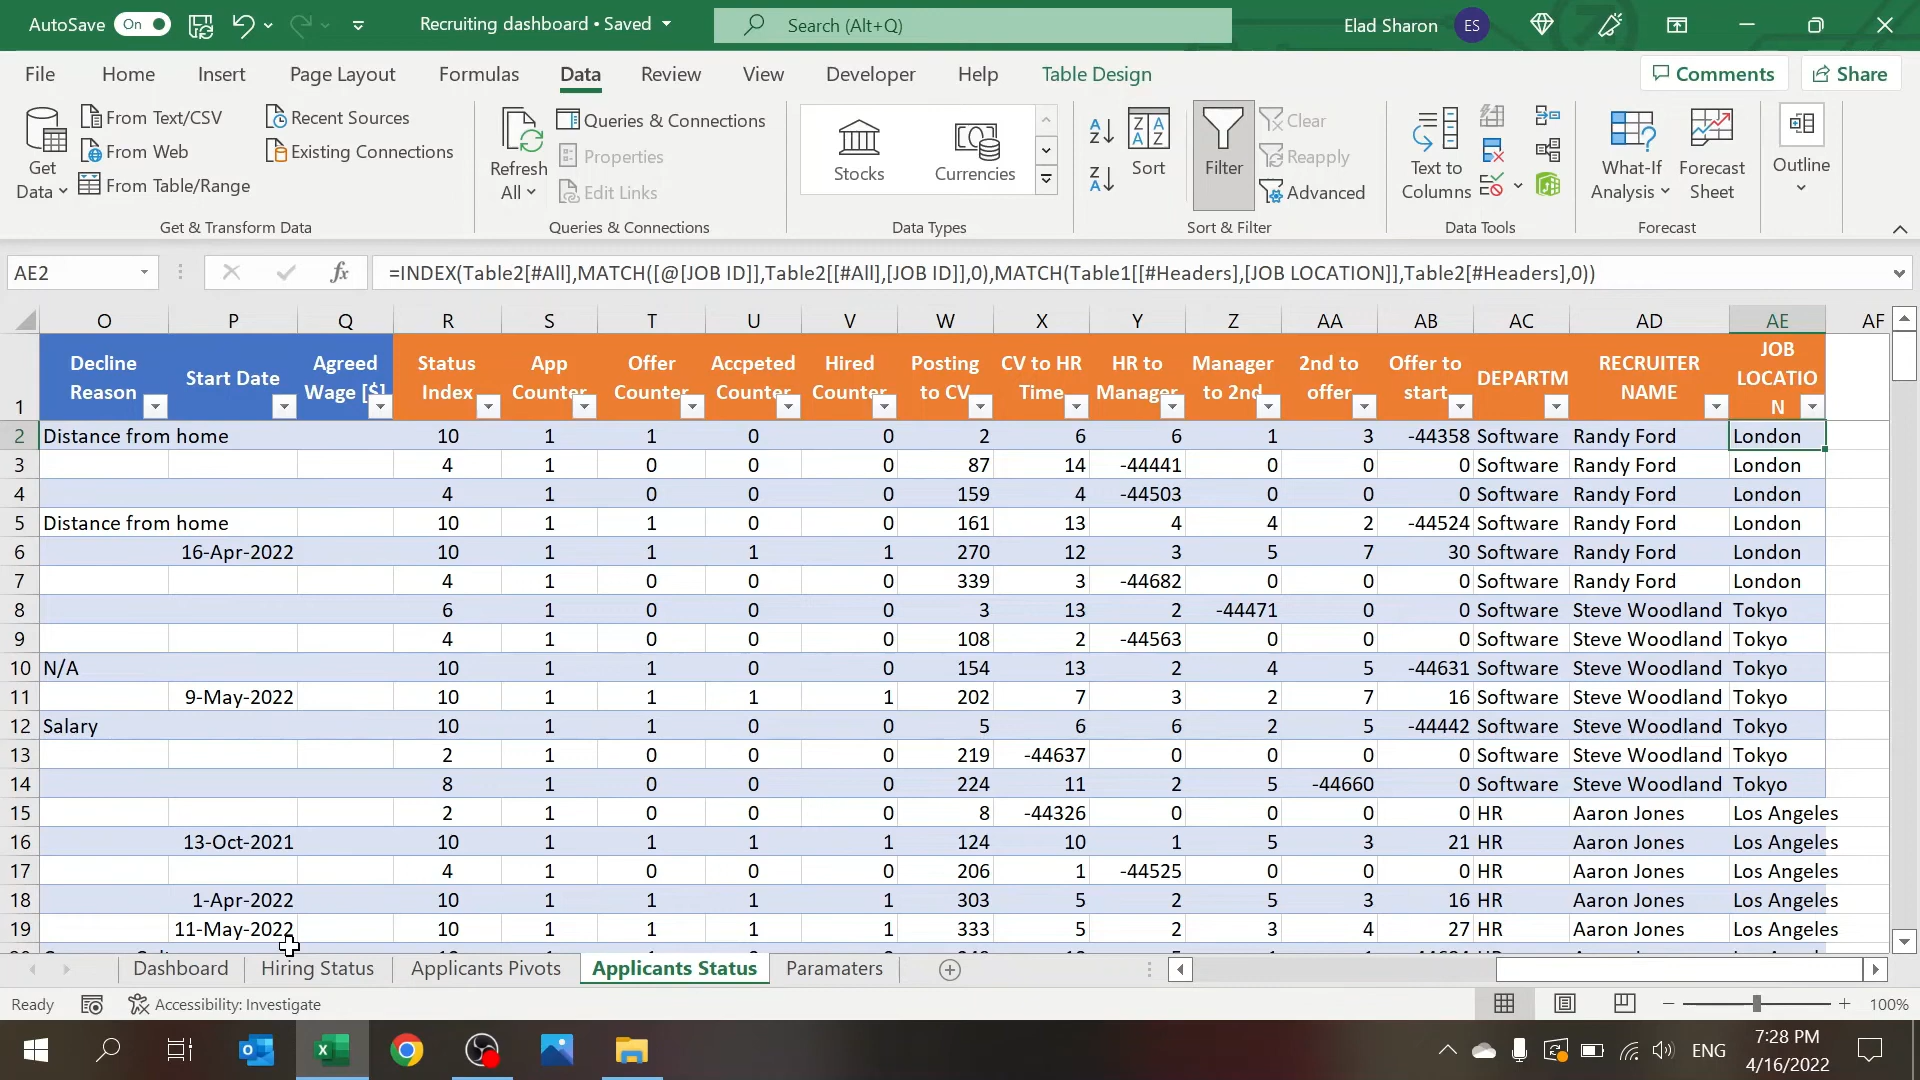 AutoSave On Recruiting dashboard • Saved Search (Alt+Q) Elad Sharon ES
File Home Insert Page Layout Formulas Data Review View Developer Help Table Design Comments Share
Get Data From Text/CSV From Web From Table/Range Recent Sources Existing Connections
Refresh All Queries & Connections Properties Edit Links
Stocks Currencies
Sort Filter Clear Reapply Advanced
Text to Columns What-If Analysis Forecast Sheet Outline
Get & Transform Data Queries & Connections Data Types Sort & Filter Data Tools Forecast
AE2 fx =INDEX(Table2[#All],MATCH([@[JOB ID]],Table2[[#All],[JOB ID]],0),MATCH(Table1[[#Headers],[JOB LOCATION]],Table2[#Headers],0))
O P Q R S T U V W X Y Z AA AB AC AD AE AF
1 Decline Reason Start Date Agreed Wage [$] Status Index App Counter Offer Counter Accpeted Counter Hired Counter Posting to CV CV to HR Time HR to Manager Manager to 2nd 2nd to offer Offer to start DEPARTM RECRUITER NAME JOB LOCATIO N
2 Distance from home 10 1 1 0 0 2 6 6 1 3 -44358 Software Randy Ford London
3 4 1 0 0 0 87 14 -44441 0 0 0 Software Randy Ford London
4 4 1 0 0 0 159 4 -44503 0 0 0 Software Randy Ford London
5 Distance from home 10 1 1 0 0 161 13 4 4 2 -44524 Software Randy Ford London
6 16-Apr-2022 10 1 1 1 1 270 12 3 5 7 30 Software Randy Ford London
7 4 1 0 0 0 339 3 -44682 0 0 0 Software Randy Ford London
8 6 1 0 0 0 3 13 2 -44471 0 0 Software Steve Woodland Tokyo
9 4 1 0 0 0 108 2 -44563 0 0 0 Software Steve Woodland Tokyo
10 N/A 10 1 1 0 0 154 13 2 4 5 -44631 Software Steve Woodland Tokyo
11 9-May-2022 10 1 1 1 1 202 7 3 2 7 16 Software Steve Woodland Tokyo
12 Salary 10 1 1 0 0 5 6 6 2 5 -44442 Software Steve Woodland Tokyo
13 2 1 0 0 0 219 -44637 0 0 0 0 Software Steve Woodland Tokyo
14 8 1 0 0 0 224 11 2 5 -44660 0 Software Steve Woodland Tokyo
15 2 1 0 0 0 8 -44326 0 0 0 0 HR Aaron Jones Los Angeles
16 13-Oct-2021 10 1 1 1 1 124 10 1 5 3 21 HR Aaron Jones Los Angeles
17 4 1 0 0 0 206 1 -44525 0 0 0 HR Aaron Jones Los Angeles
18 1-Apr-2022 10 1 1 1 1 303 5 2 5 3 16 HR Aaron Jones Los Angeles
19 11-May-2022 10 1 1 1 1 333 5 2 3 4 27 HR Aaron Jones Los Angeles
Dashboard Hiring Status Applicants Pivots Applicants Status Paramaters
Ready Accessibility: Investigate 100%
ENG 7:28 PM
4/16/2022